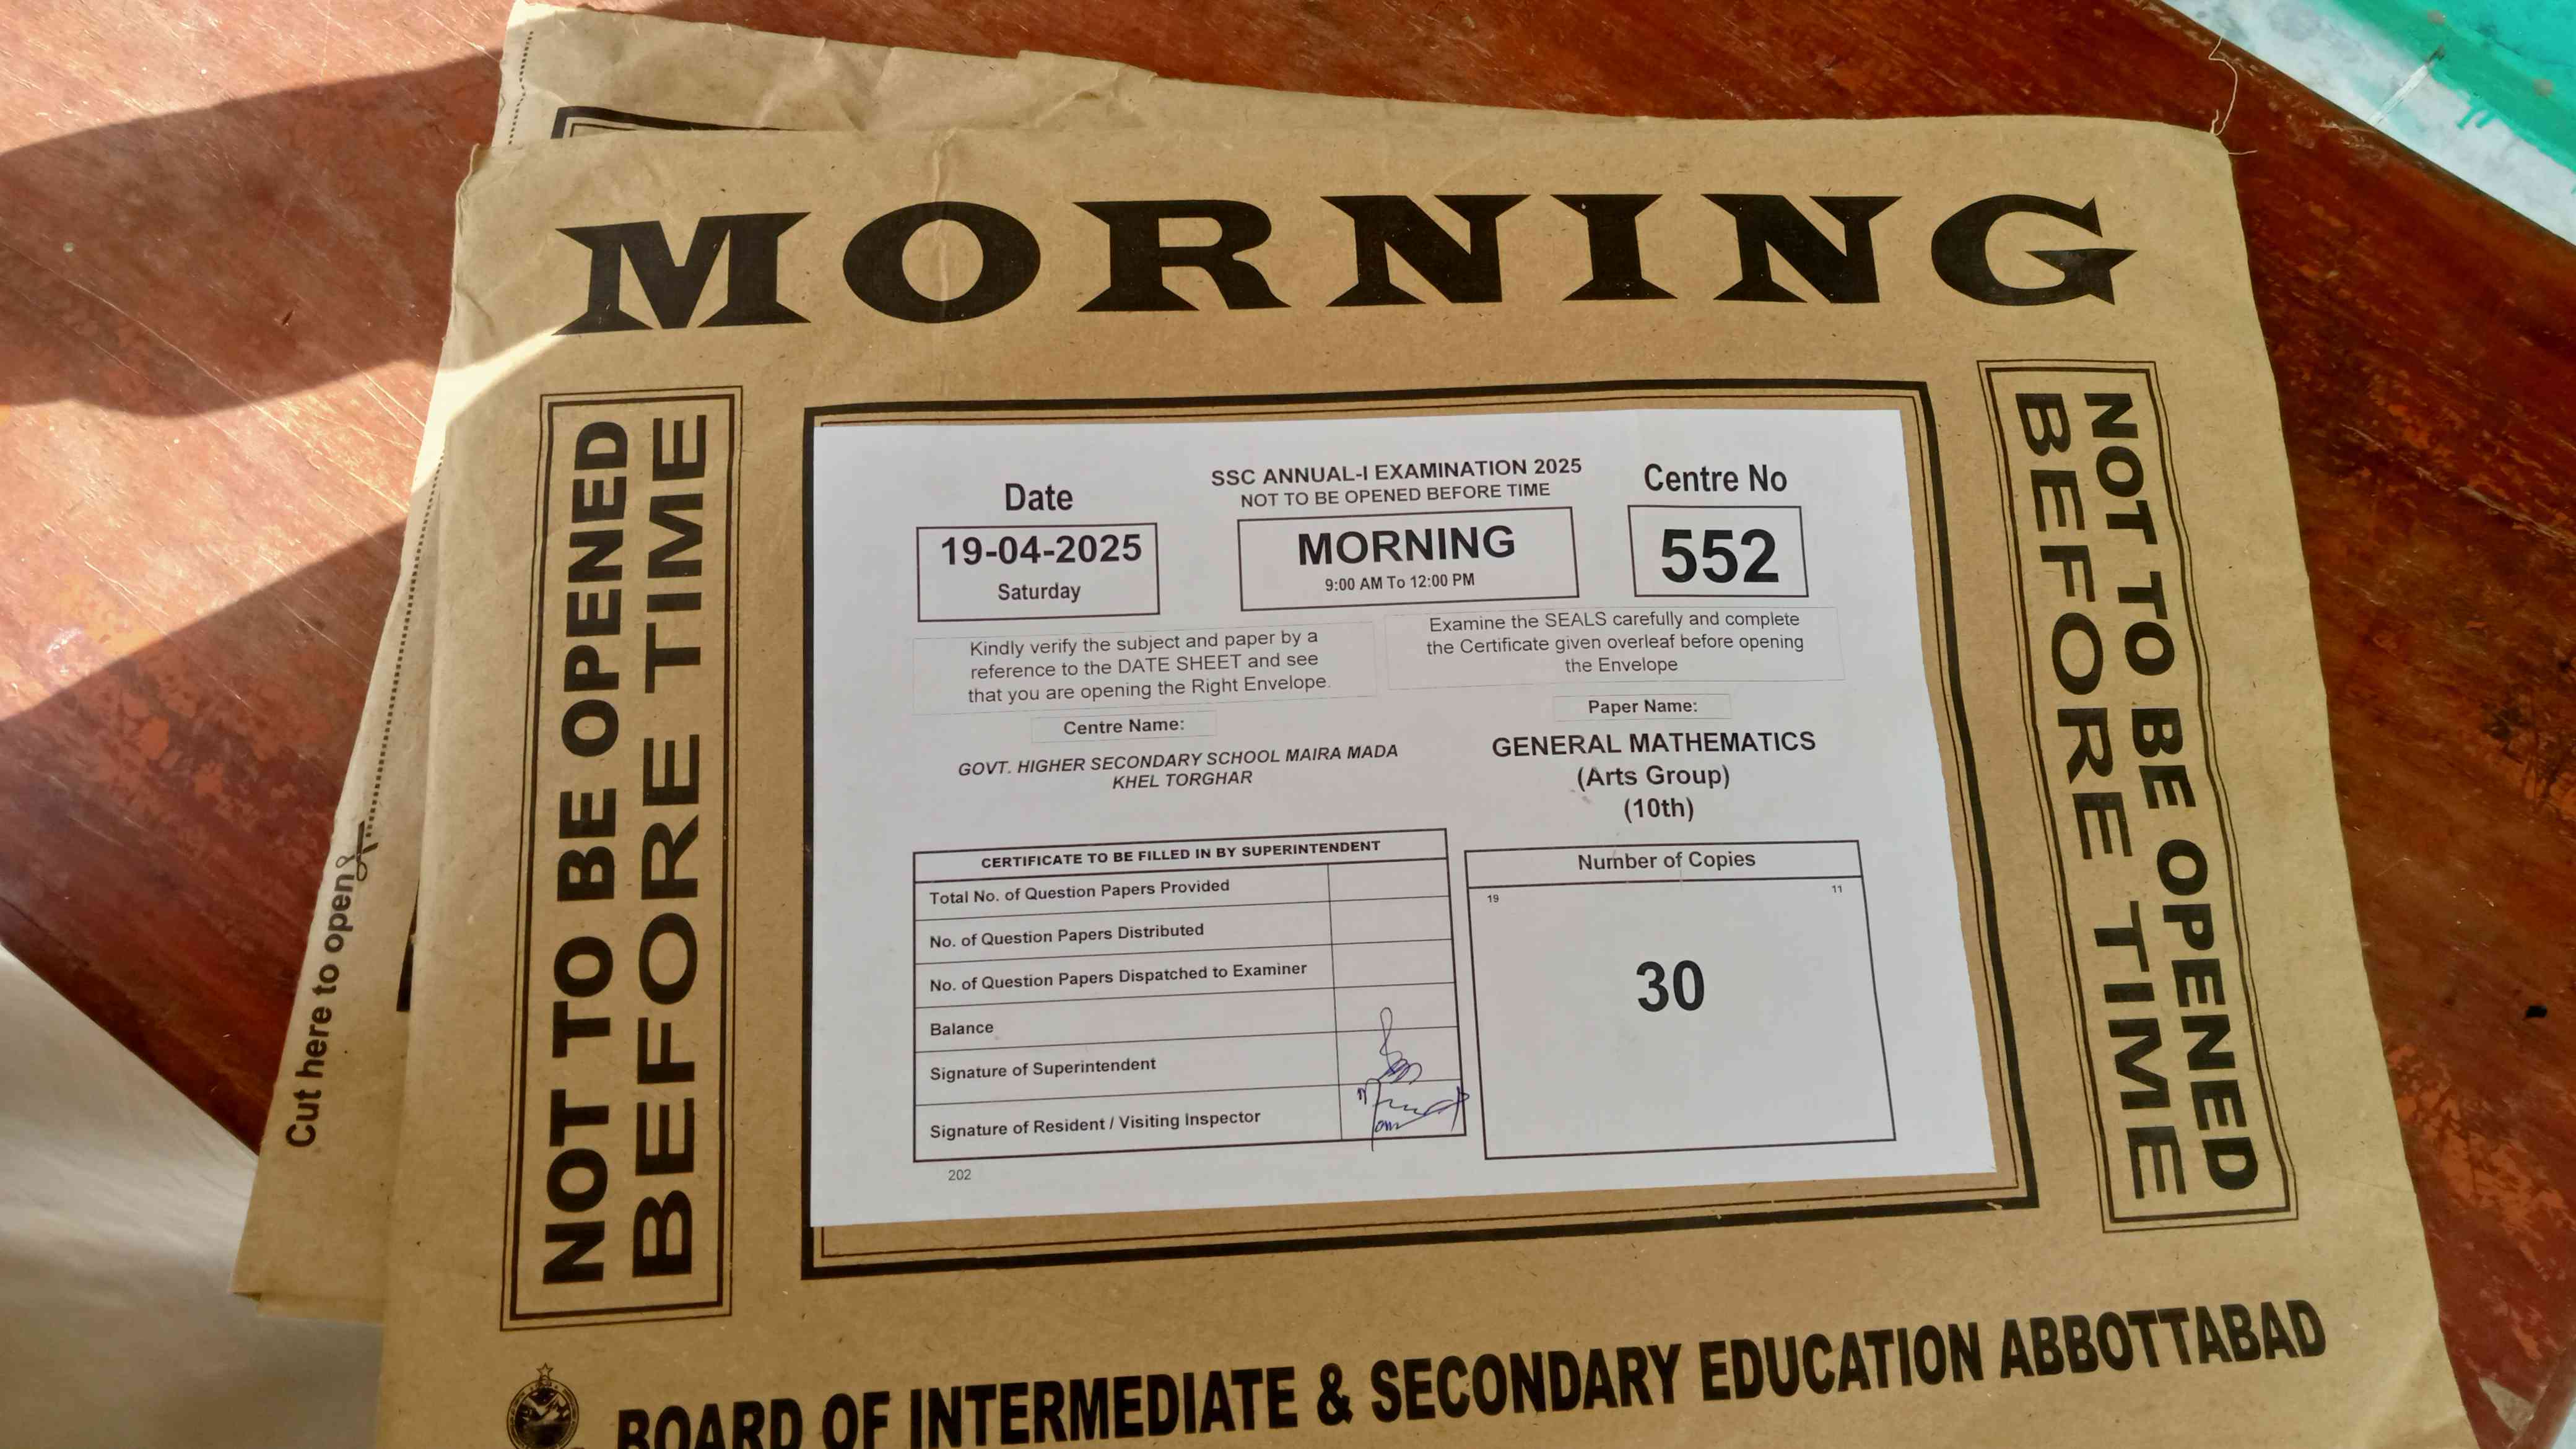 MORNING
NOT TO BE OPENED
BEFORE TIME
NOT TO BE OPENED
BEFORE TIME
Cut here to open
SSC ANNUAL-I EXAMINATION 2025
NOT TO BE OPENED BEFORE TIME
Date
19-04-2025
Saturday
MORNING
9:00 AM To 12:00 PM
Centre No
552
Kindly verify the subject and paper by a
reference to the DATE SHEET and see
that you are opening the Right Envelope.
Examine the SEALS carefully and complete
the Certificate given overleaf before opening
the Envelope
Centre Name:
GOVT. HIGHER SECONDARY SCHOOL MAIRA MADA
KHEL TORGHAR
Paper Name:
GENERAL MATHEMATICS
(Arts Group)
(10th)
CERTIFICATE TO BE FILLED IN BY SUPERINTENDENT
Total No. of Question Papers Provided
No. of Question Papers Distributed
No. of Question Papers Dispatched to Examiner
Balance
Signature of Superintendent
Signature of Resident / Visiting Inspector
202
Number of Copies
19 11
30
BOARD OF INTERMEDIATE & SECONDARY EDUCATION ABBOTTABAD